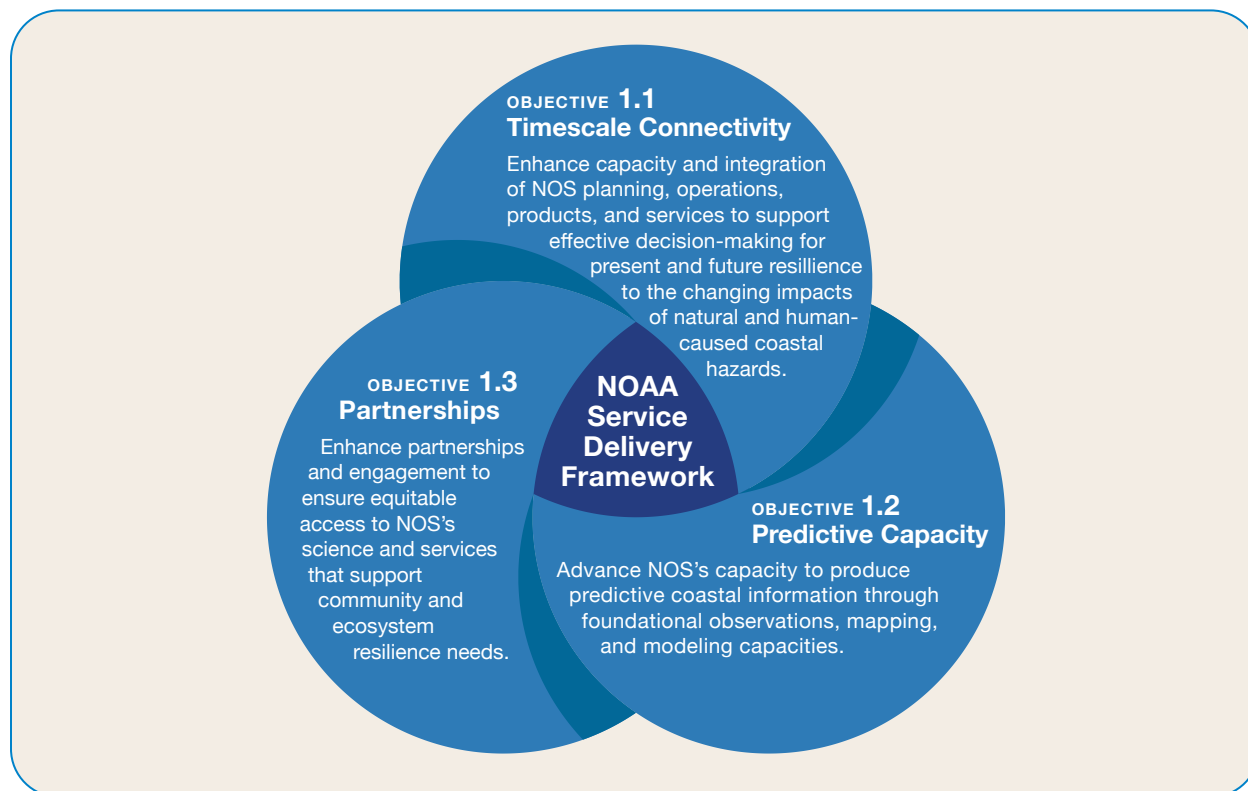 OBJECTIVE 1.1
Timescale Connectivity
Enhance capacity and integration
of NOS planning, operations,
products, and services to support
effective decision-making for
present and future resillience
to the changing impacts
of natural and human-
caused coastal
hazards.
OBJECTIVE 1.3
Partnerships
Enhance partnerships
and engagement to
ensure equitable
access to NOS’s
science and services
that support
community and
ecosystem
resilience needs.
NOAA
Service
Delivery
Framework
OBJECTIVE 1.2
Predictive Capacity
Advance NOS’s capacity to produce
predictive coastal information through
foundational observations, mapping,
and modeling capacities.